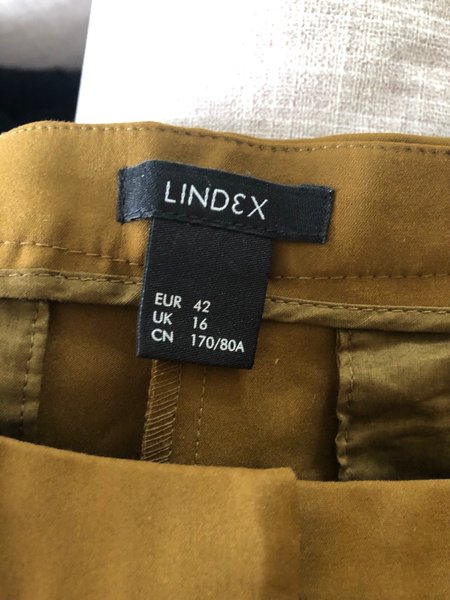 LINDEX
EUR 42
UK 16
CN 170/80A